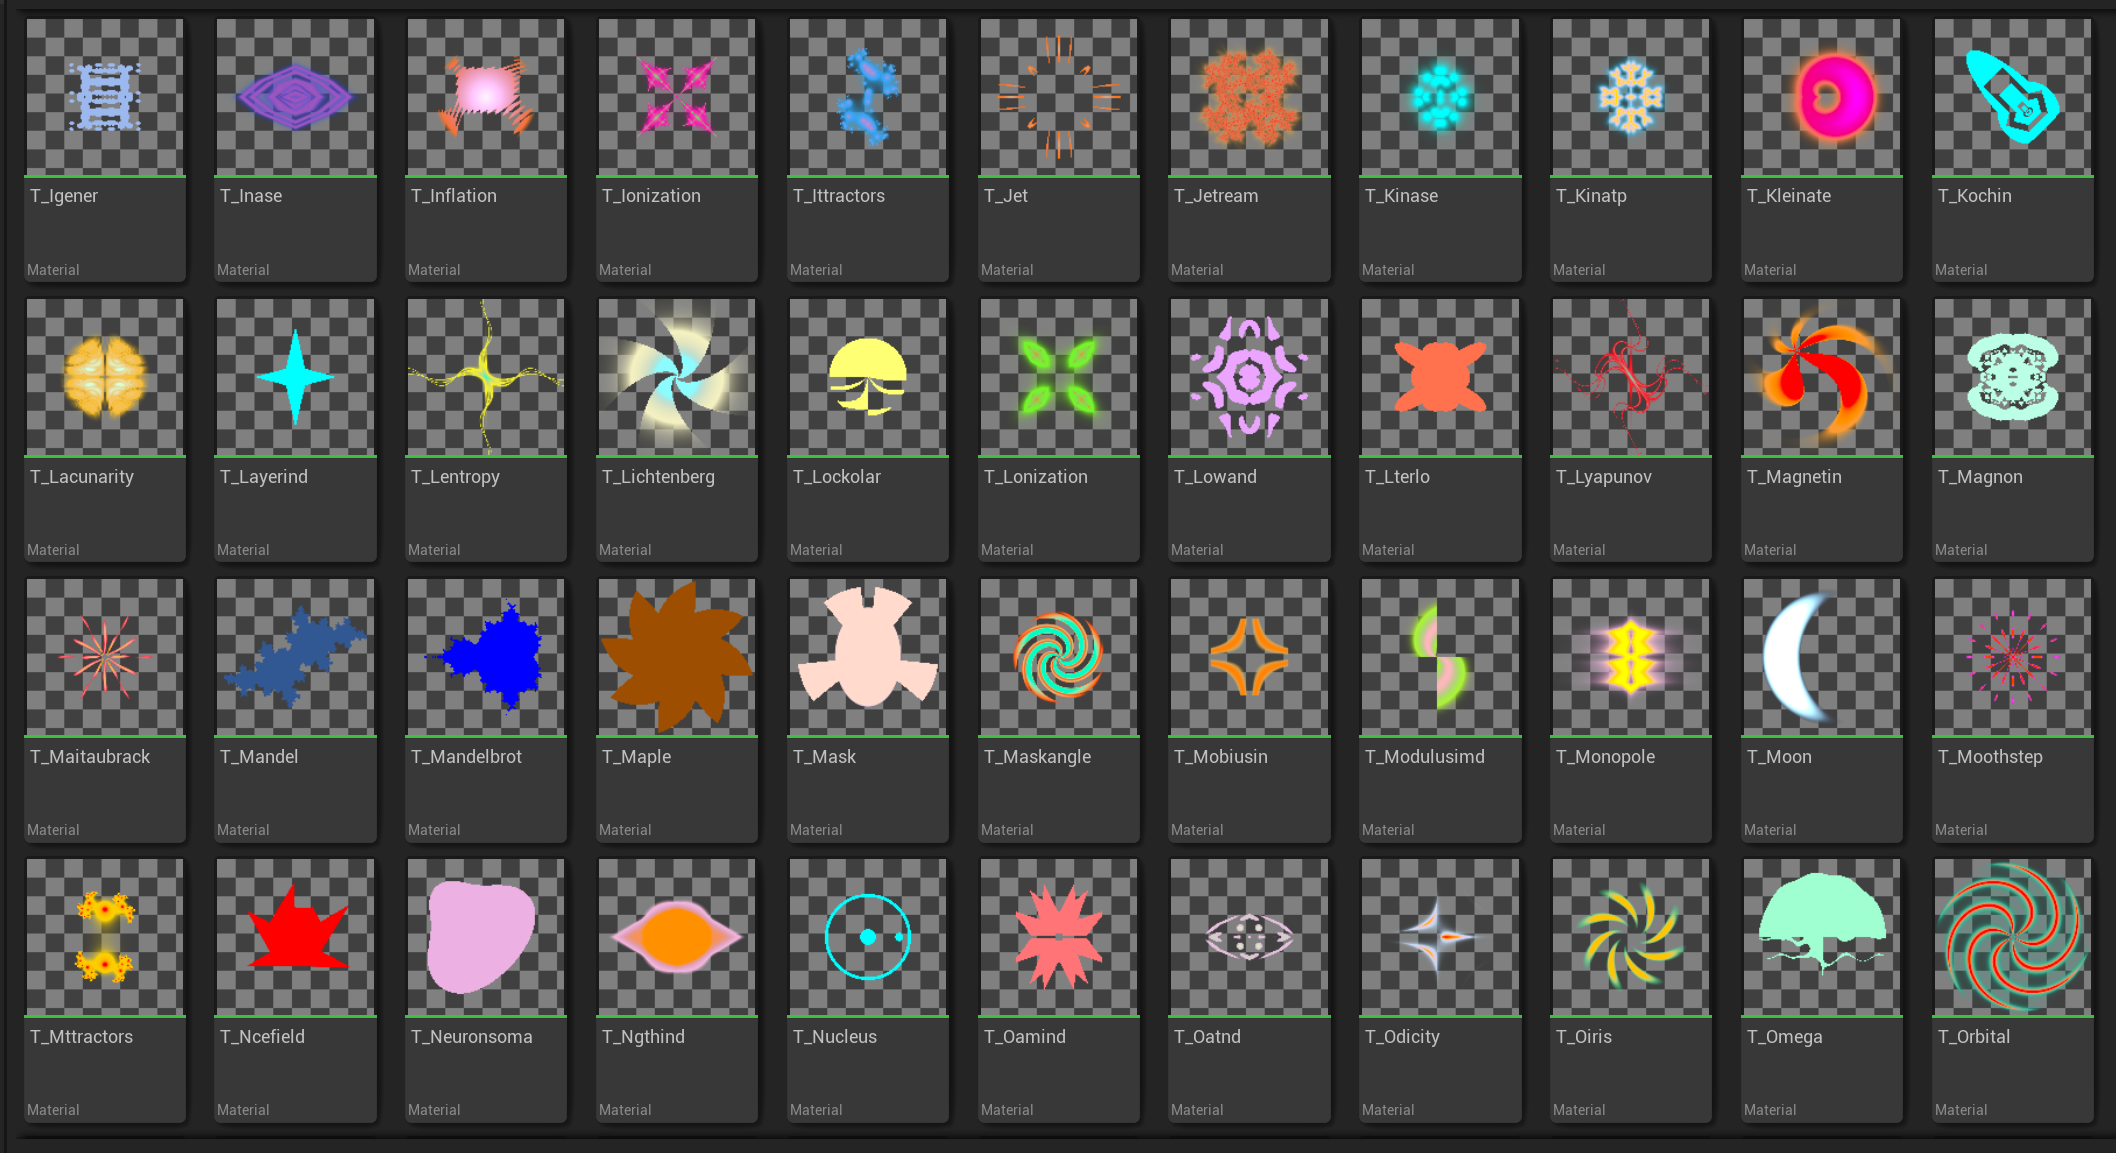 T_Igener T_Inase T_Inflation T_Ionization T_Ittractors T_Jet T_Jetream T_Kinase T_Kinatp T_Kleinate T_Kochin
Material Material Material Material Material Material Material Material Material Material Material
T_Lacunarity T_Layerind T_Lentropy T_Lichtenberg T_Lockolar T_Lonization T_Lowand T_Lterlo T_Lyapunov T_Magnetin T_Magnon
Material Material Material Material Material Material Material Material Material Material Material
T_Maitaubrack T_Mandel T_Mandelbrot T_Maple T_Mask T_Maskangle T_Mobiusin T_Modulusimd T_Monopole T_Moon T_Moothstep
Material Material Material Material Material Material Material Material Material Material Material
T_Mttractors T_Ncefield T_Neuronsoma T_Ngthind T_Nucleus T_Oamind T_Oatnd T_Odicity T_Oiris T_Omega T_Orbital
Material Material Material Material Material Material Material Material Material Material Material